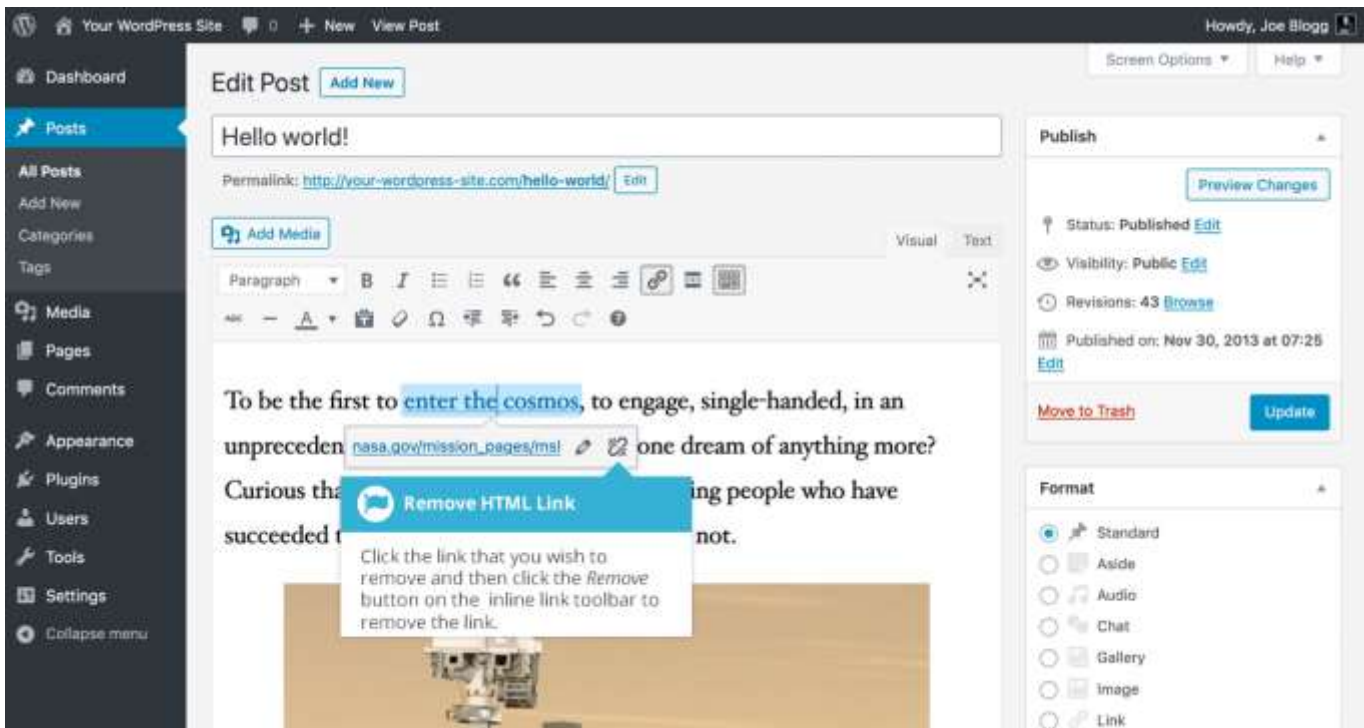 Your WordPress Site 0 + New View Post Howdy, Joe Blogg
Screen Options Help
Dashboard
Posts
All Posts
Add New
Categories
Tags
Media
Pages
Comments
Appearance
Plugins
Users
Tools
Settings
Collapse menu
Edit Post Add New
Hello world!
Permalink: http://your-wordpress-site.com/hello-world/ Edit
Add Media Visual Text
Paragraph B I
ABC A Ω
To be the first to enter the cosmos, to engage, single-handed, in an
unpreceden nasa.gov/mission_pages/msl one dream of anything more?
Curious tha ing people who have
succeeded t not.
Remove HTML Link
Click the link that you wish to
remove and then click the Remove
button on the inline link toolbar to
remove the link.
Publish
Preview Changes
Status: Published Edit
Visibility: Public Edit
Revisions: 43 Browse
Published on: Nov 30, 2013 at 07:25
Edit
Move to Trash Update
Format
Standard
Aside
Audio
Chat
Gallery
Image
Link